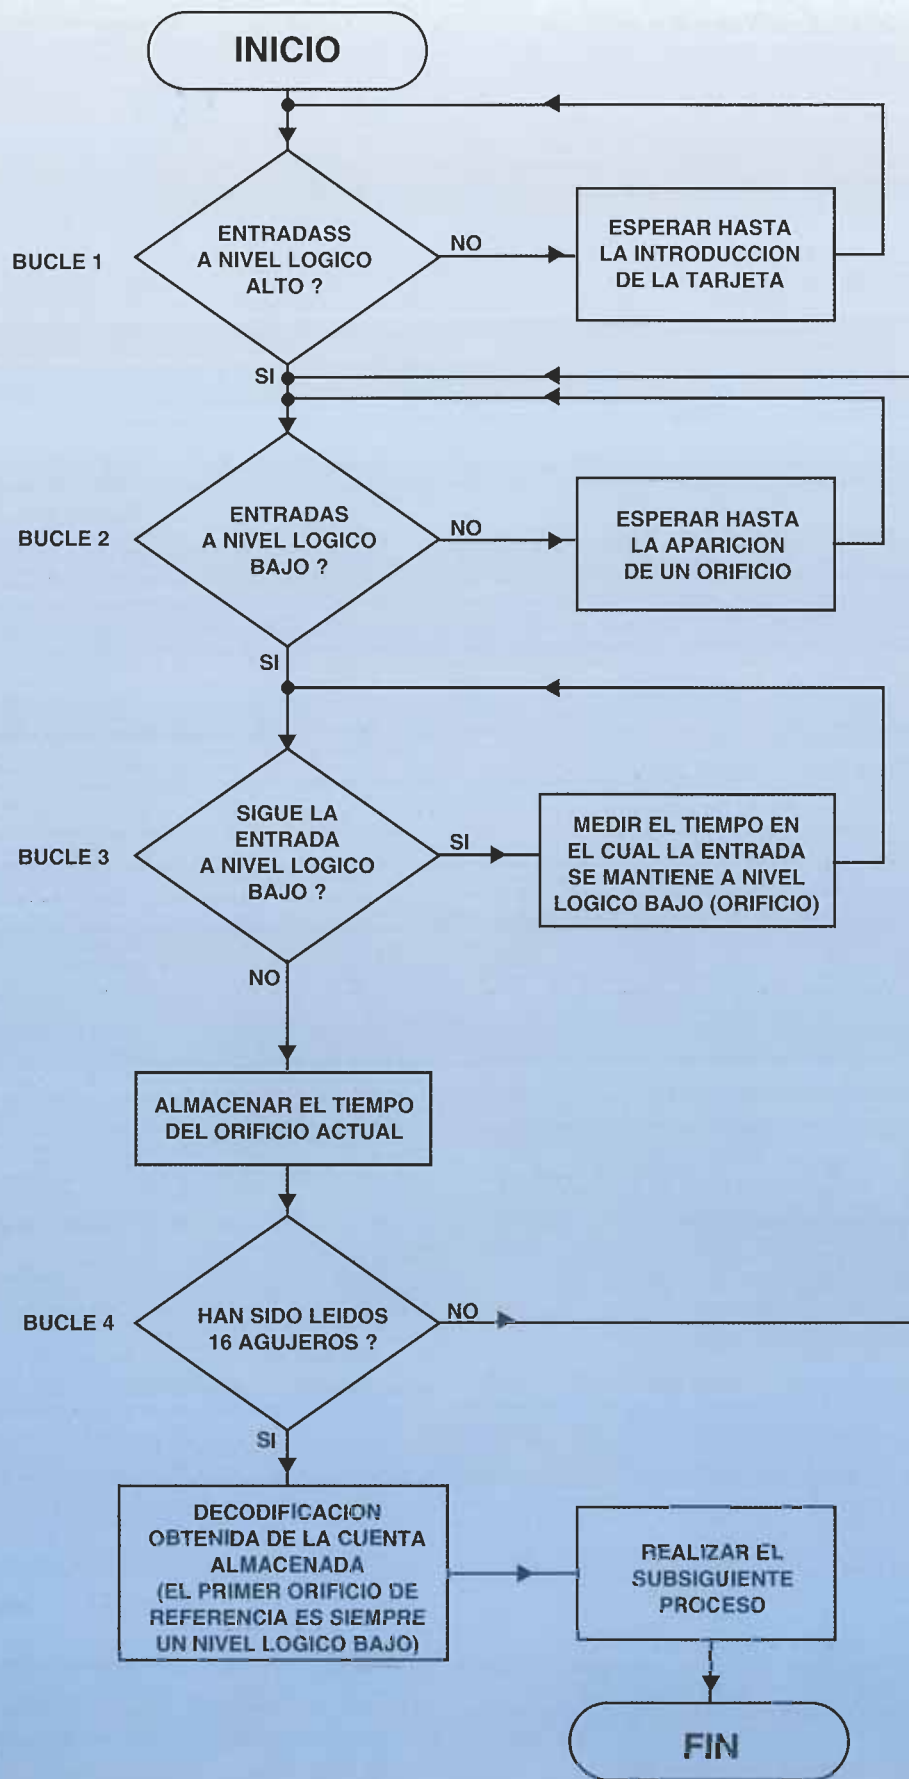 INICIO
BUCLE 1
ENTRADASS
A NIVEL LOGICO
ALTO ?
NO
ESPERAR HASTA
LA INTRODUCCION
DE LA TARJETA
SI
BUCLE 2
ENTRADAS
A NIVEL LOGICO
BAJO ?
NO
ESPERAR HASTA
LA APARICION
DE UN ORIFICIO
SI
BUCLE 3
SIGUE LA
ENTRADA
A NIVEL LOGICO
BAJO ?
SI
MEDIR EL TIEMPO EN
EL CUAL LA ENTRADA
SE MANTIENE A NIVEL
LOGICO BAJO (ORIFICIO)
NO
ALMACENAR EL TIEMPO
DEL ORIFICIO ACTUAL
BUCLE 4
HAN SIDO LEIDOS
16 AGUJEROS ?
NO
SI
DECODIFICACION
OBTENIDA DE LA CUENTA
ALMACENADA
(EL PRIMER ORIFICIO DE
REFERENCIA ES SIEMPRE
UN NIVEL LOGICO BAJO)
REALIZAR EL
SUBSIGUIENTE
PROCESO
FIN